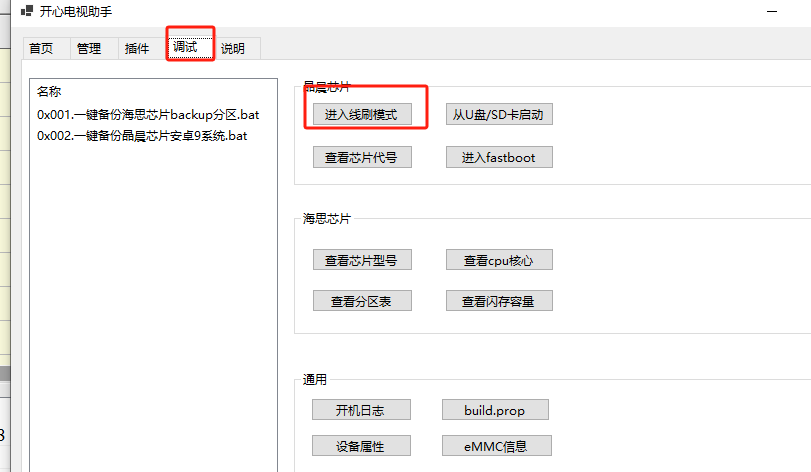 开心电视助手
首页 管理 插件 调试 说明
名称
0x001.一键备份海思芯片backup分区.bat
0x002.一键备份晶晨芯片安卓9系统.bat
晶晨芯片
进入线刷模式 从U盘/SD卡启动
查看芯片代号 进入fastboot
海思芯片
查看芯片型号 查看cpu核心
查看分区表 查看闪存容量
通用
开机日志 build.prop
设备属性 eMMC信息